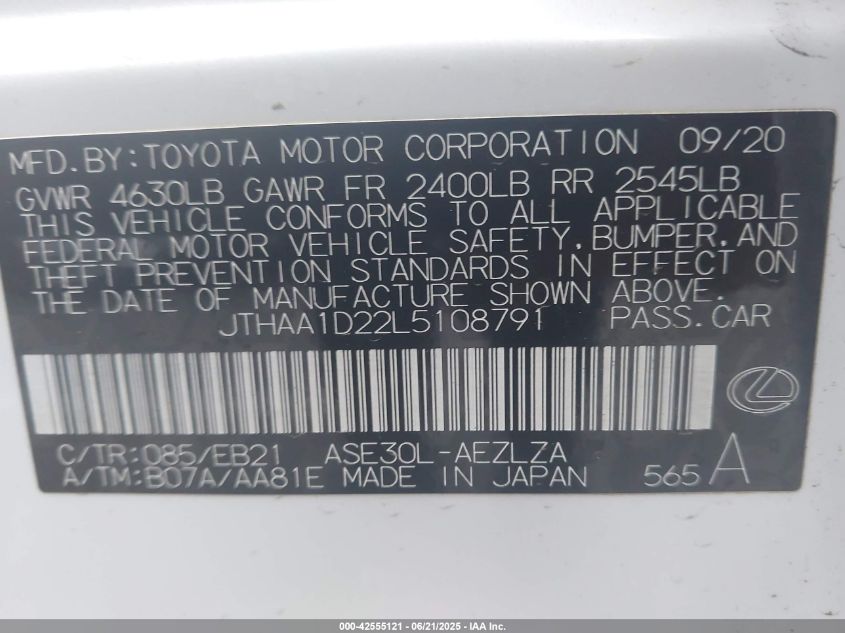 MFD.BY:TOYOTA MOTOR CORPORATION 09/20
GVWR 4630LB GAWR FR 2400LB RR 2545LB
THIS VEHICLE CONFORMS TO ALL APPLICABLE
FEDERAL MOTOR VEHICLE SAFETY,BUMPER,AND
THEFT PREVENTION STANDARDS IN EFFECT ON
THE DATE OF MANUFACTURE SHOWN ABOVE.
JTHAA1D22L5108791 PASS.CAR
C/TR:085/EB21 ASE30L-AEZLZA
A/TM:B07A/AA81E MADE IN JAPAN 565 A
000-42555121 - 06/21/2025 - IAA Inc.